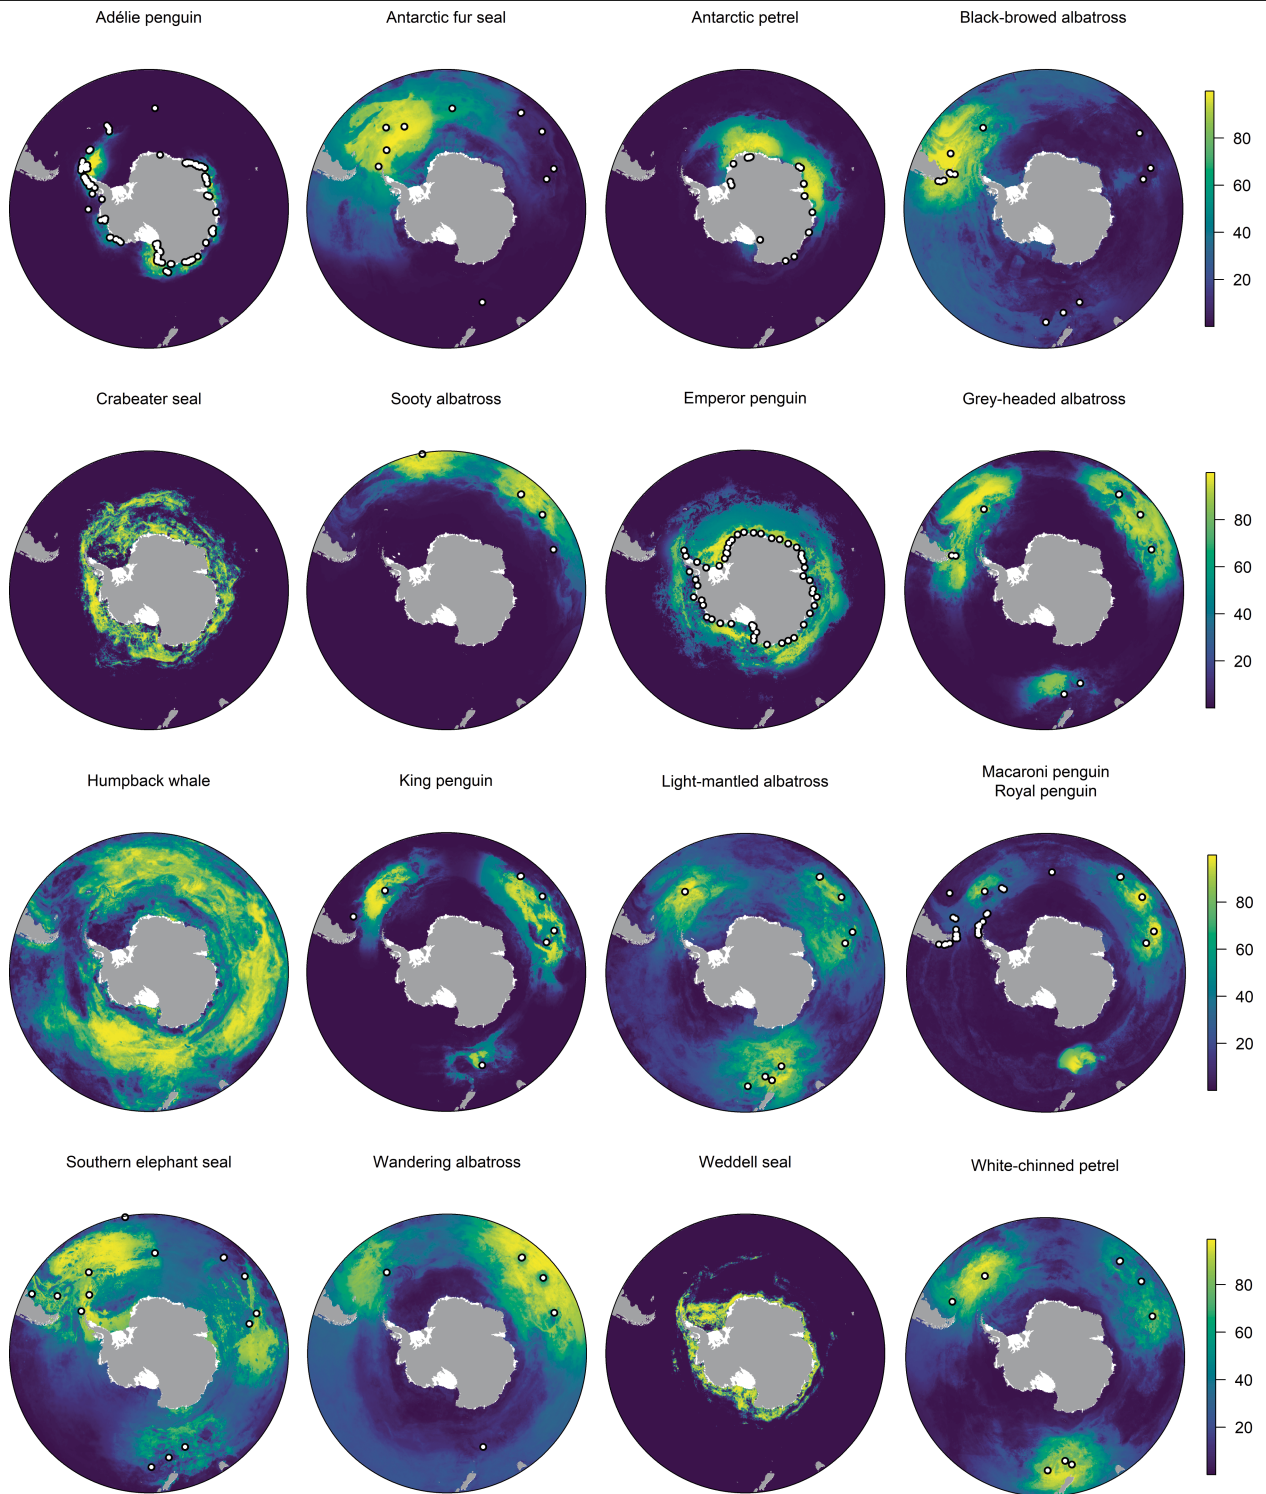 Adélie penguin
Antarctic fur seal
Antarctic petrel
Black-browed albatross
80
60
40
20
Crabeater seal
Sooty albatross
Emperor penguin
Grey-headed albatross
80
60
40
20
Humpback whale
King penguin
Light-mantled albatross
Macaroni penguin
Royal penguin
80
60
40
20
Southern elephant seal
Wandering albatross
Weddell seal
White-chinned petrel
80
60
40
20